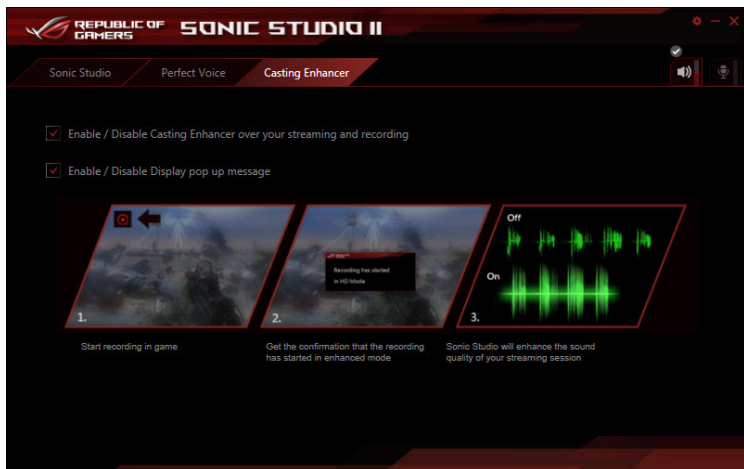 REPUBLIC OF
GAMERS
SONIC STUDIO II
Sonic Studio
Perfect Voice
Casting Enhancer
Enable / Disable Casting Enhancer over your streaming and recording
Enable / Disable Display pop up message
Recording has started
in HD Mode
Off
On
1.
2.
3.
Start recording in game
Get the confirmation that the recording
has started in enhanced mode
Sonic Studio will enhance the sound
quality of your streaming session